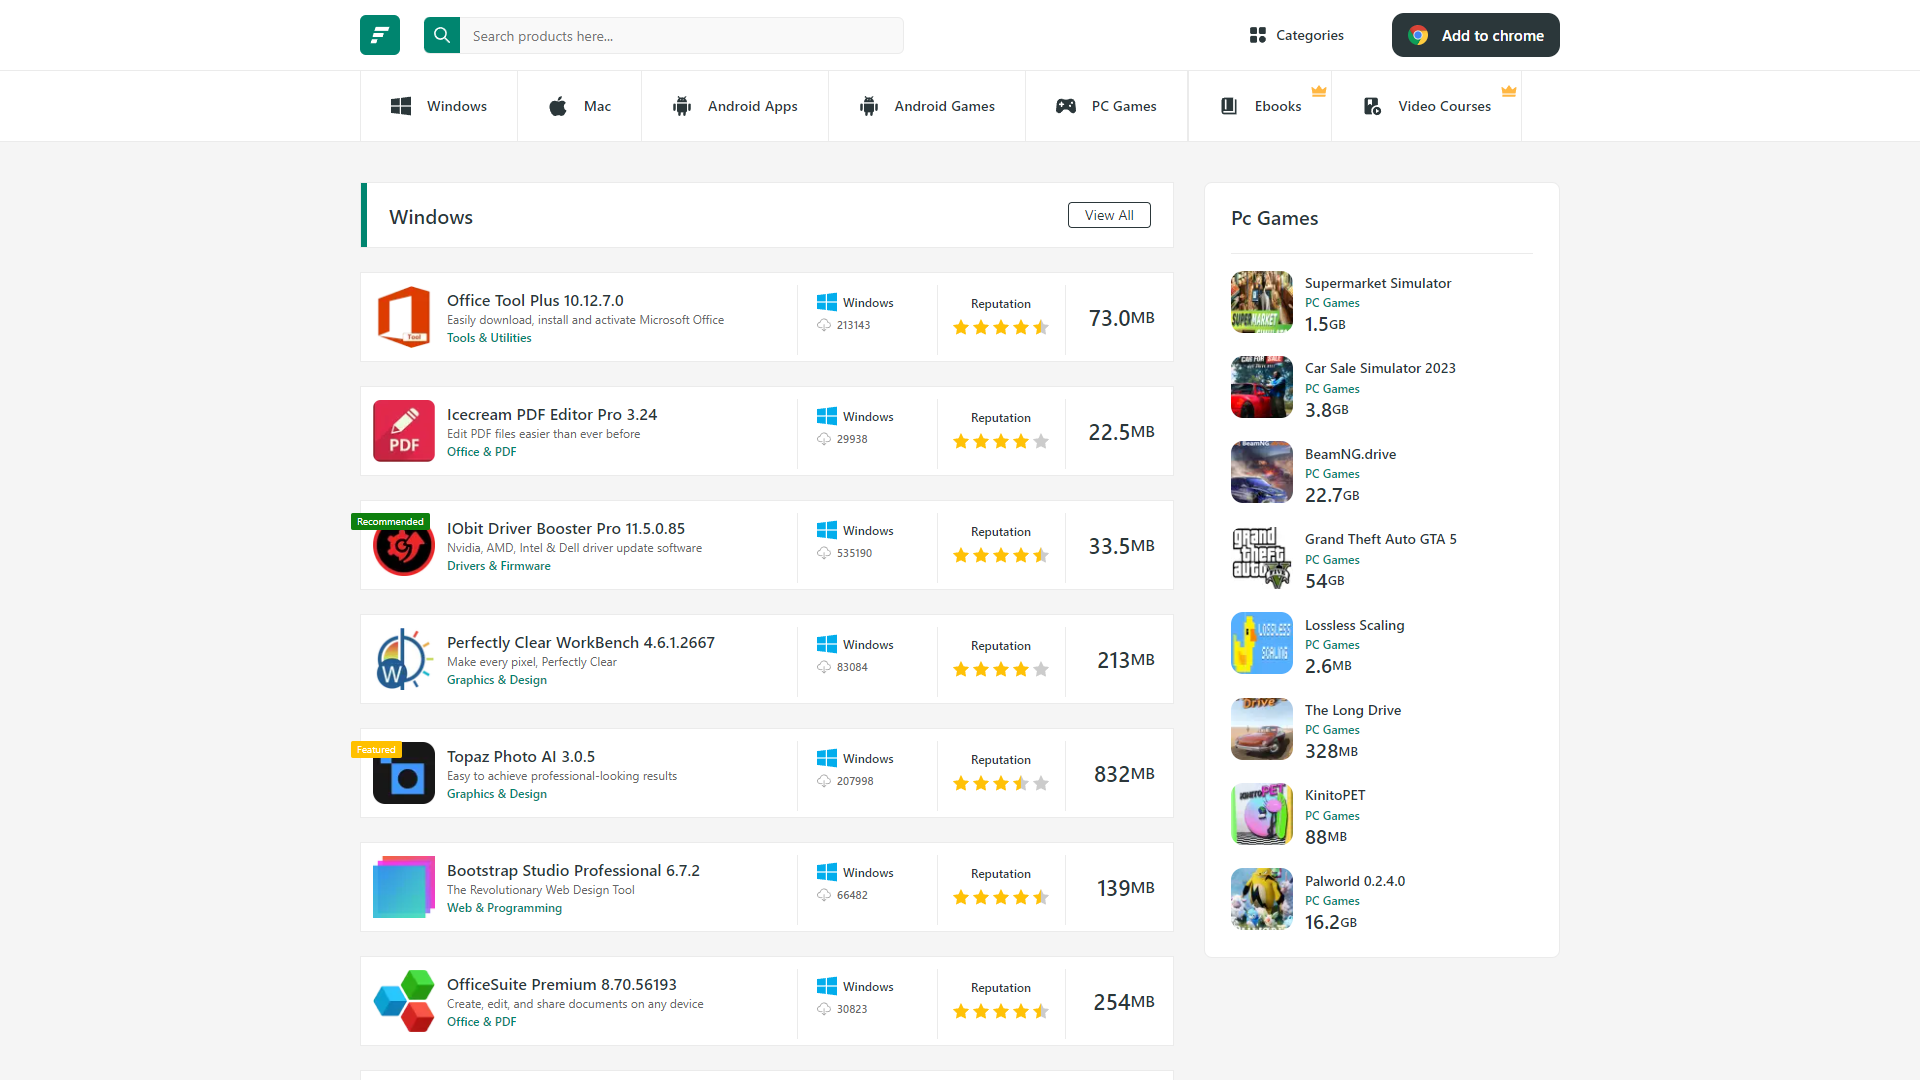 Search products here...
Categories
Add to chrome
Windows
Mac
Android Apps
Android Games
PC Games
Ebooks
Video Courses
Windows
View All
Office Tool Plus 10.12.7.0
Easily download, install and activate Microsoft Office
Tools & Utilities
Windows
213143
Reputation
73.0MB
Icecream PDF Editor Pro 3.24
Edit PDF files easier than ever before
Office & PDF
Windows
29938
Reputation
22.5MB
Recommended
IObit Driver Booster Pro 11.5.0.85
Nvidia, AMD, Intel & Dell driver update software
Drivers & Firmware
Windows
535190
Reputation
33.5MB
Perfectly Clear WorkBench 4.6.1.2667
Make every pixel, Perfectly Clear
Graphics & Design
Windows
83084
Reputation
213MB
Featured
Topaz Photo AI 3.0.5
Easy to achieve professional-looking results
Graphics & Design
Windows
207998
Reputation
832MB
Bootstrap Studio Professional 6.7.2
The Revolutionary Web Design Tool
Web & Programming
Windows
66482
Reputation
139MB
OfficeSuite Premium 8.70.56193
Create, edit, and share documents on any device
Office & PDF
Windows
30823
Reputation
254MB
Pc Games
Supermarket Simulator
PC Games
1.5GB
Car Sale Simulator 2023
PC Games
3.8GB
BeamNG.drive
PC Games
22.7GB
Grand Theft Auto GTA 5
PC Games
54GB
Lossless Scaling
PC Games
2.6MB
The Long Drive
PC Games
328MB
KinitoPET
PC Games
88MB
Palworld 0.2.4.0
PC Games
16.2GB
Tool
PDF
W
SUPERMARKET
BeamNG
grand
theft
auto
V
LOSSLESS
SCALING
DRIVE
KINITOPET